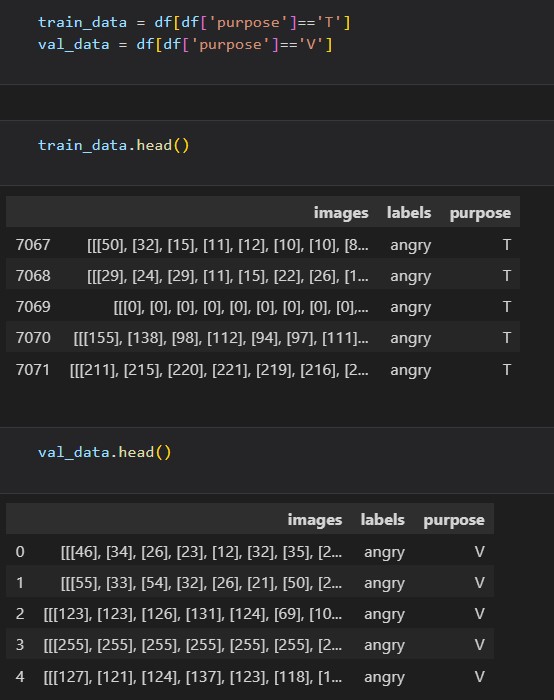 train_data = df[df['purpose']=='T']
val_data = df[df['purpose']=='V']
train_data.head()
images labels purpose
7067 [[[50], [32], [15], [11], [12], [10], [10], [8... angry T
7068 [[[29], [24], [29], [11], [15], [22], [26], [1... angry T
7069 [[[0], [0], [0], [0], [0], [0], [0], [0],... angry T
7070 [[[155], [138], [98], [112], [94], [97], [111]... angry T
7071 [[[211], [215], [220], [221], [219], [216], [2... angry T
val_data.head()
images labels purpose
0 [[[46], [34], [26], [23], [12], [32], [35], [2... angry V
1 [[[55], [33], [54], [32], [26], [21], [50], [2... angry V
2 [[[123], [123], [126], [131], [124], [69], [10... angry V
3 [[[255], [255], [255], [255], [255], [255], [2... angry V
4 [[[127], [121], [124], [137], [123], [118], [1... angry V